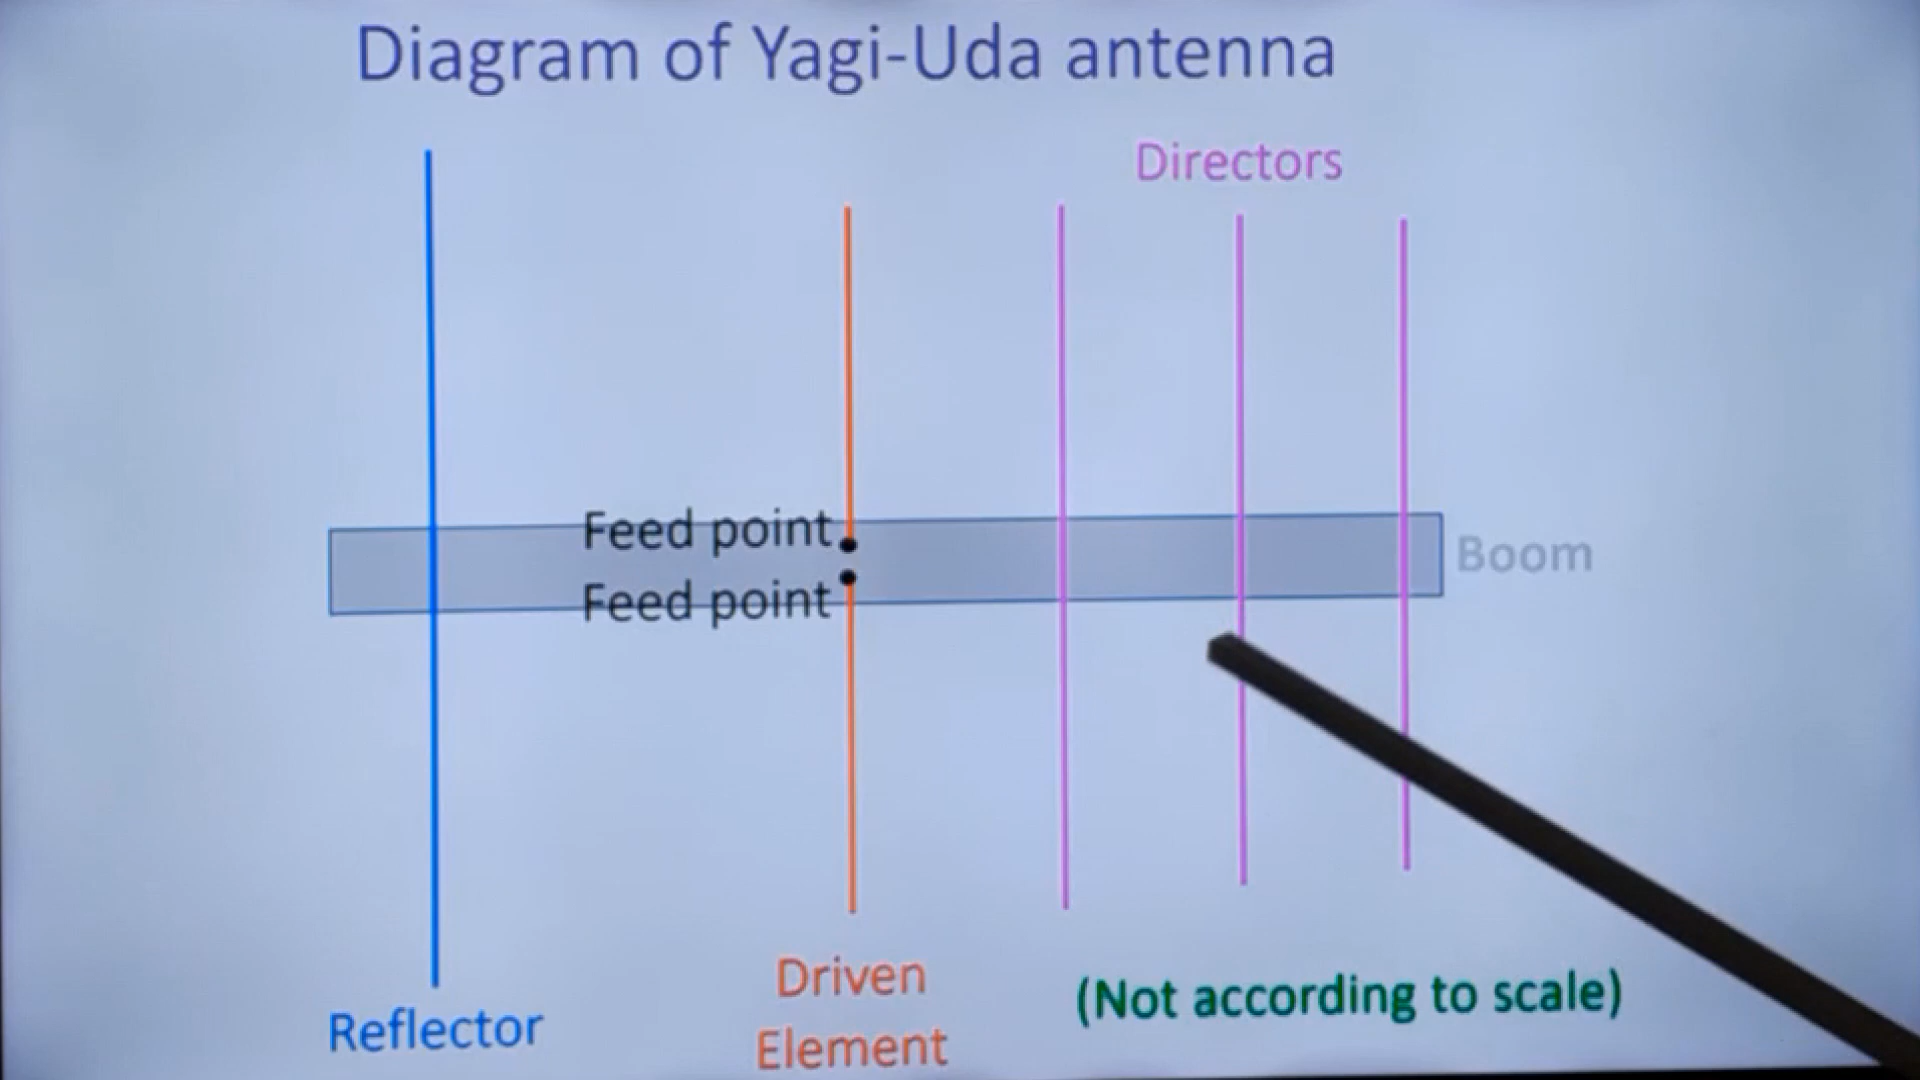 Diagram of Yagi-Uda antenna
Directors
Feed point
Feed point
Boom
Driven
Element
(Not according to scale)
Reflector